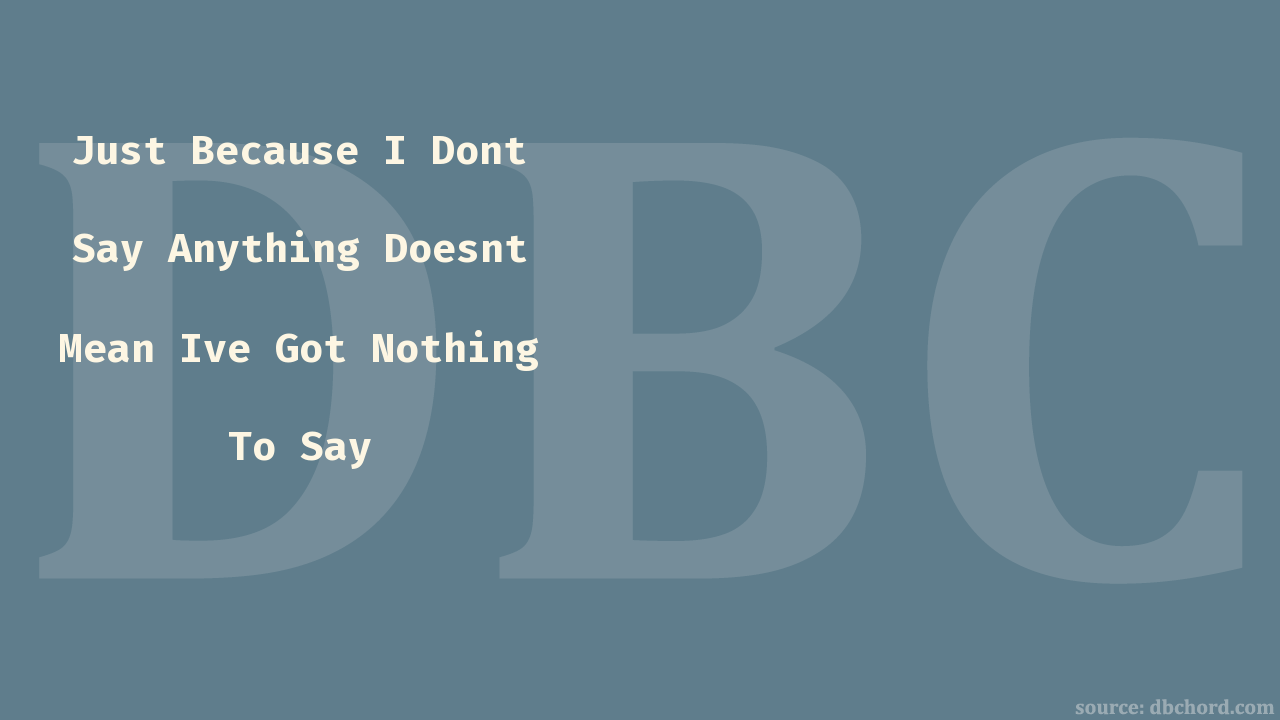 DBC
Just Because I Dont
Say Anything Doesnt
Mean Ive Got Nothing
To Say
source: dbchord.com